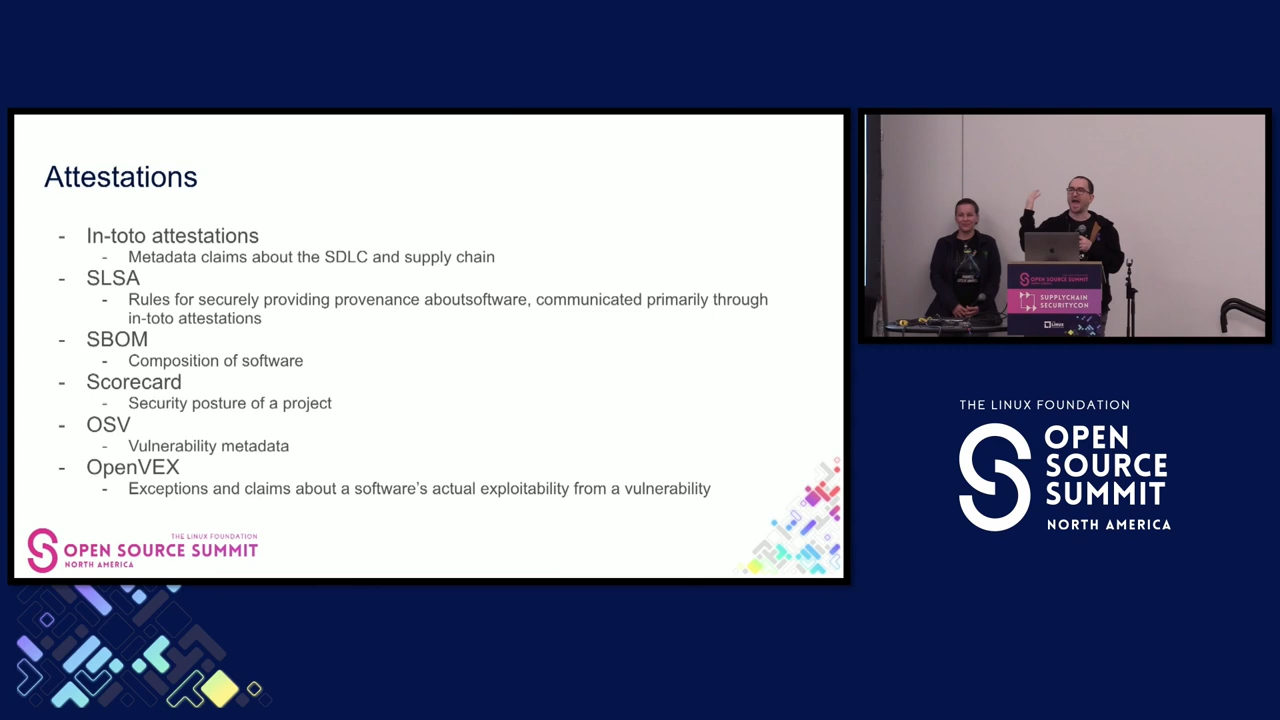 Attestations
- In-toto attestations
- Metadata claims about the SDLC and supply chain
- SLSA
- Rules for securely providing provenance aboutsoftware, communicated primarily through
in-toto attestations
- SBOM
- Composition of software
- Scorecard
- Security posture of a project
- OSV
- Vulnerability metadata
- OpenVEX
- Exceptions and claims about a software's actual exploitability from a vulnerability
THE LINUX FOUNDATION
OPEN SOURCE SUMMIT
NORTH AMERICA
OPEN SOURCE SUMMIT
SUPPLYCHAIN
SECURITYCON
LINUX
THE LINUX FOUNDATION
OPEN
SOURCE
SUMMIT
NORTH AMERICA